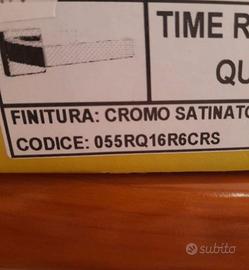 TIME R
QU
FINITURA: CROMO SATINATO
CODICE: 055RQ16R6CRS
subito